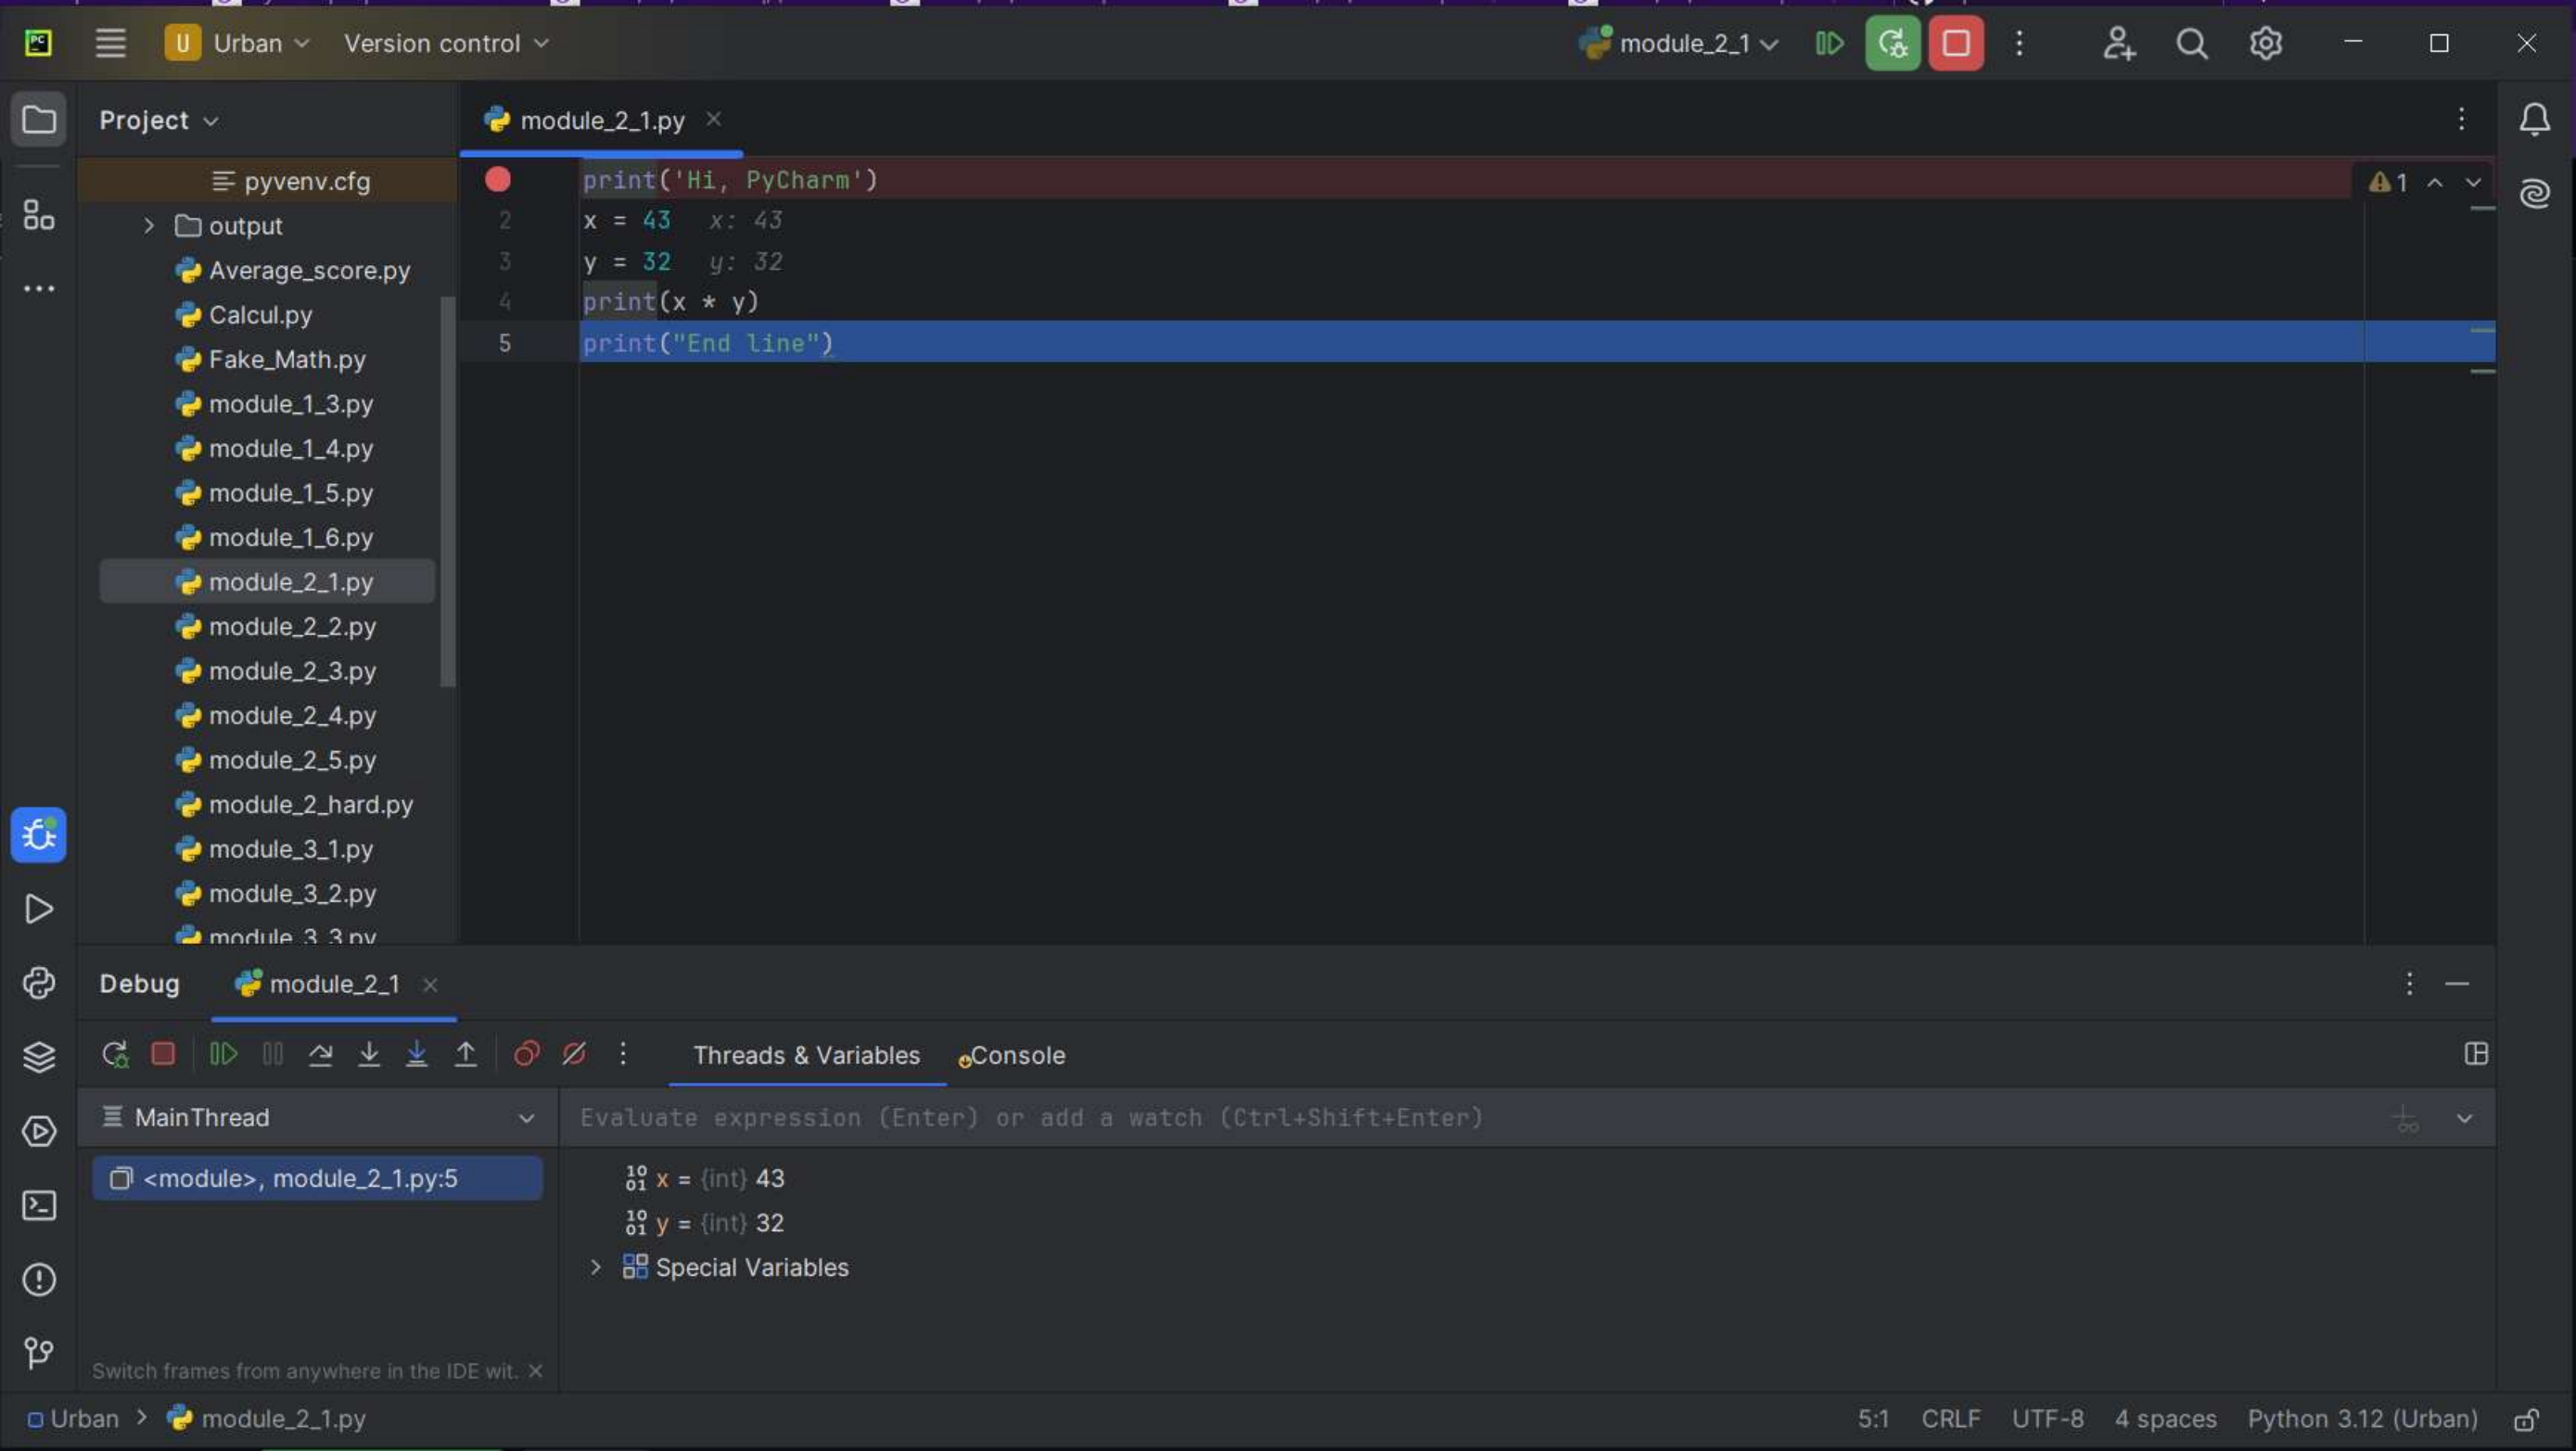 PC
U Urban Version control module_2_1
Project module_2_1.py
pyvenv.cfg
output
Average_score.py
Calcul.py
Fake_Math.py
module_1_3.py
module_1_4.py
module_1_5.py
module_1_6.py
module_2_1.py
module_2_2.py
module_2_3.py
module_2_4.py
module_2_5.py
module_2_hard.py
module_3_1.py
module_3_2.py
module_3_3.py
print('Hi, PyCharm')
1
2 x = 43 x: 43
3 y = 32 y: 32
4 print(x * y)
5 print("End line")
Debug module_2_1
Threads & Variables Console
MainThread
Evaluate expression (Enter) or add a watch (Ctrl+Shift+Enter)
<module>, module_2_1.py:5
x = {int} 43
y = {int} 32
Special Variables
Switch frames from anywhere in the IDE wit.
Urban module_2_1.py
5:1 CRLF UTF-8 4 spaces Python 3.12 (Urban)